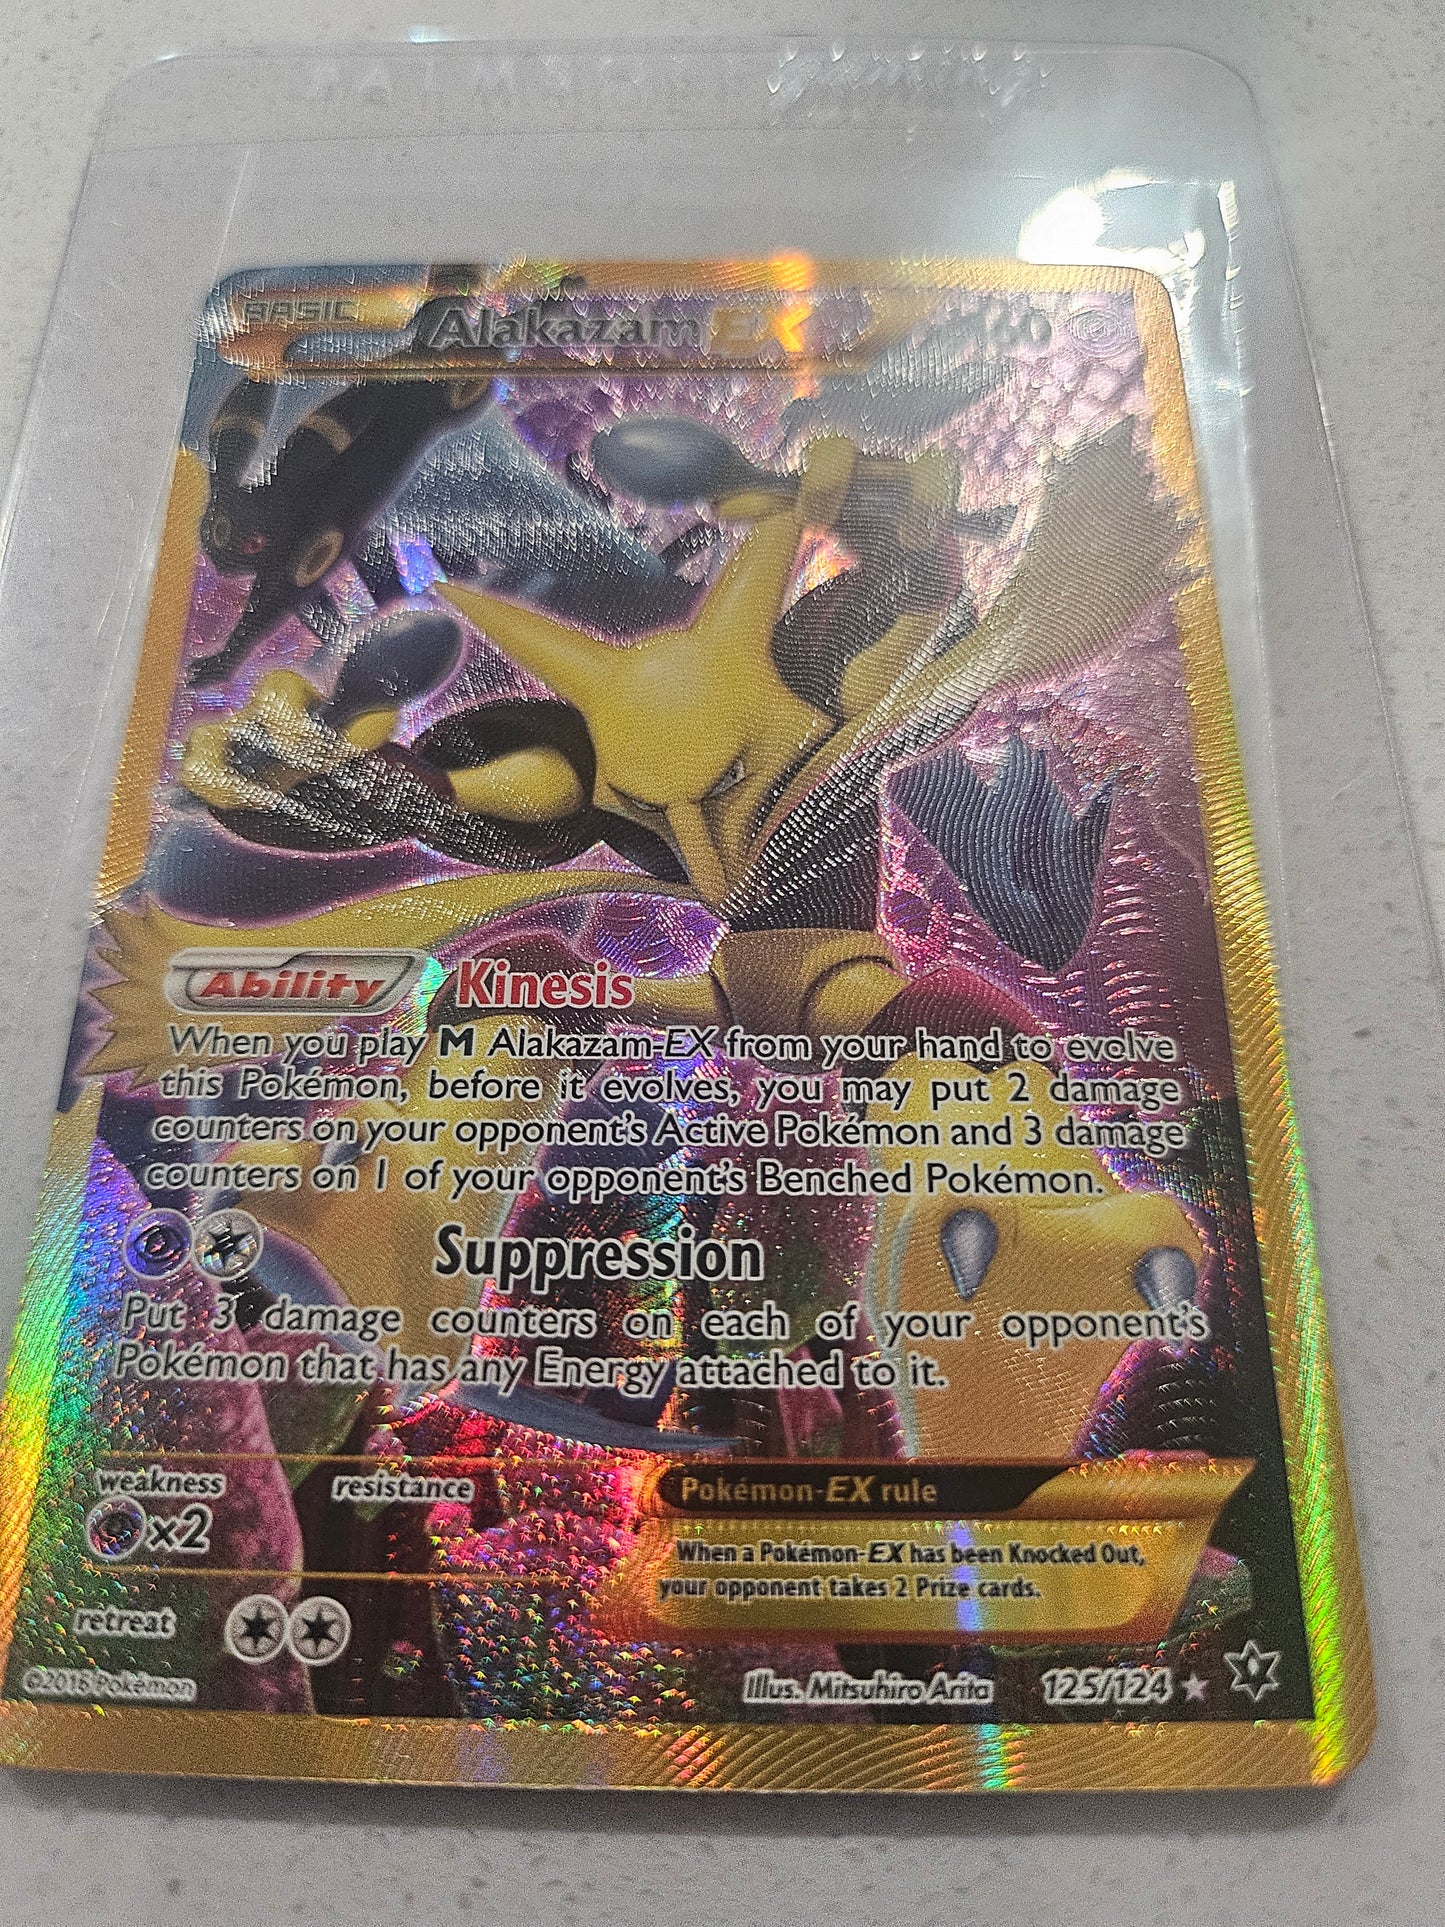 BASIC Alakazam EX 160
Ability Kinesis
When you play M Alakazam-EX from your hand to evolve
this Pokémon, before it evolves, you may put 2 damage
counters on your opponent's Active Pokémon and 3 damage
counters on 1 of your opponent's Benched Pokémon.
Suppression
Put 3 damage counters on each of your opponent's
Pokémon that has any Energy attached to it.
weakness resistance
x2
Pokémon-EX rule
When a Pokémon-EX has been Knocked Out,
your opponent takes 2 Prize cards.
retreat
©2016 Pokémon
Illus. Mitsuhiro Arita 125/124